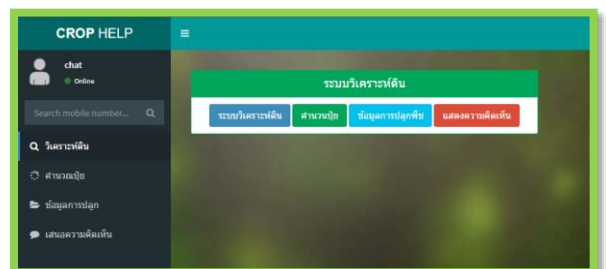 CROP HELP
chat
Online
Search mobile number...
วิเคราะห์ดิน
คำนวณปุ๋ย
ข้อมูลการปลูก
เสนอความคิดเห็น
ระบบวิเคราะห์ดิน
ระบบวิเคราะห์ดิน คำนวนปุ๋ย ข้อมูลการปลูกพืช แสดงความคิดเห็น